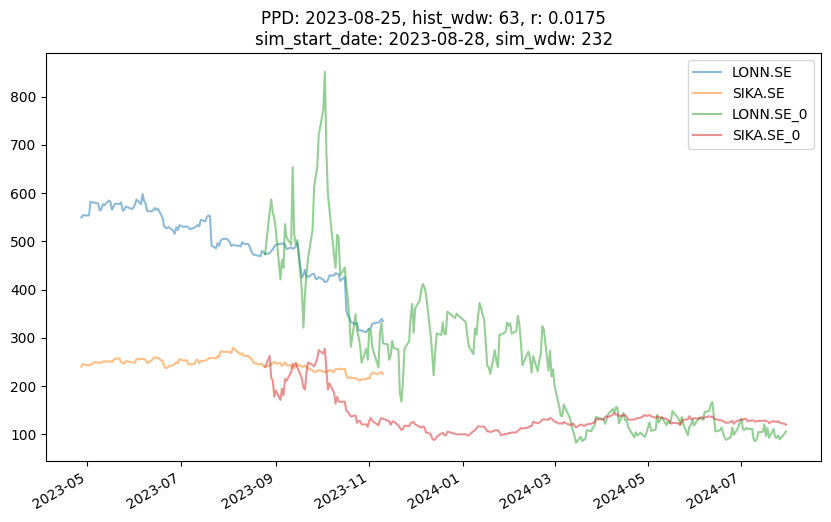 PPD: 2023-08-25, hist_wdw: 63, r: 0.0175
sim_start_date: 2023-08-28, sim_wdw: 232
LONN.SE
SIKA.SE
LONN.SE_0
SIKA.SE_0
800
700
600
500
400
300
200
100
2023-05
2023-07
2023-09
2023-11
2024-01
2024-03
2024-05
2024-07